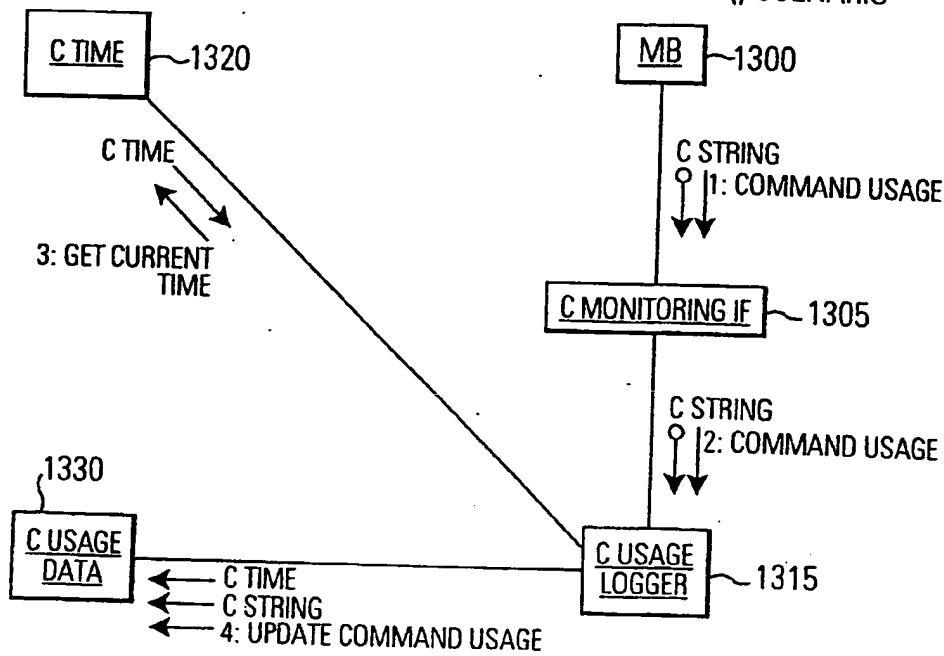 () SCENARIO
C TIME
1320
MB
1300
C TIME
3: GET CURRENT
TIME
C STRING
1: COMMAND USAGE
C MONITORING IF
1305
C STRING
2: COMMAND USAGE
1330
C USAGE
DATA
C TIME
C STRING
4: UPDATE COMMAND USAGE
C USAGE
LOGGER
1315